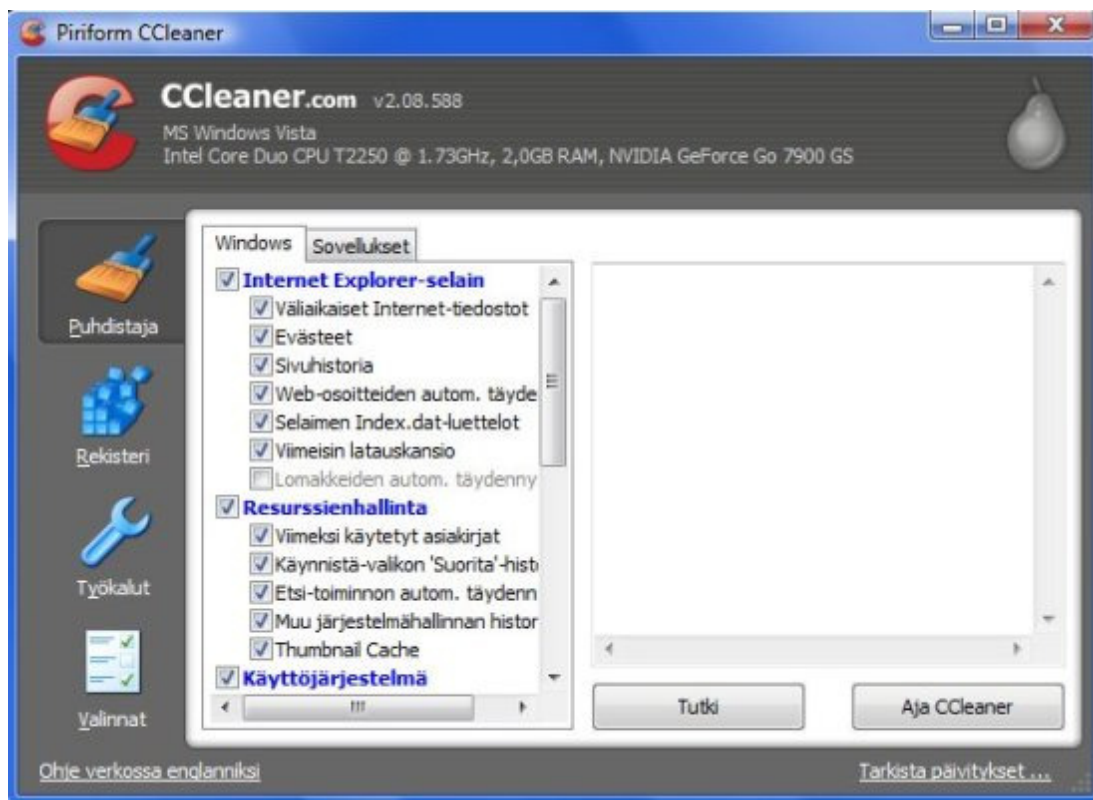 Piriform CCleaner
CCleaner.com v2.08.588
MS Windows Vista
Intel Core Duo CPU T2250 @ 1.73GHz, 2,0GB RAM, NVIDIA GeForce Go 7900 GS
Puhdistaja
Rekisteri
Työkalut
Valinnat
Windows Sovellukset
Internet Explorer-selain
Väliaikaiset Internet-tiedostot
Evästeet
Sivuhistoria
Web-osoitteiden autom. täyde
Selaimen Index.dat-luettelot
Viimeisin latauskansio
Lomakkeiden autom. täydenny
Resurssienhallinta
Viimeksi käytetyt asiakirjat
Käynnistä-valikon 'Suorita'-histo
Etsi-toiminnon autom. täydenn
Muu järjestelmähallinnan histor
Thumbnail Cache
Käyttöjärjestelmä
Tutki
Aja CCleaner
Ohje verkossa englanniksi
Tarkista päivitykset ...